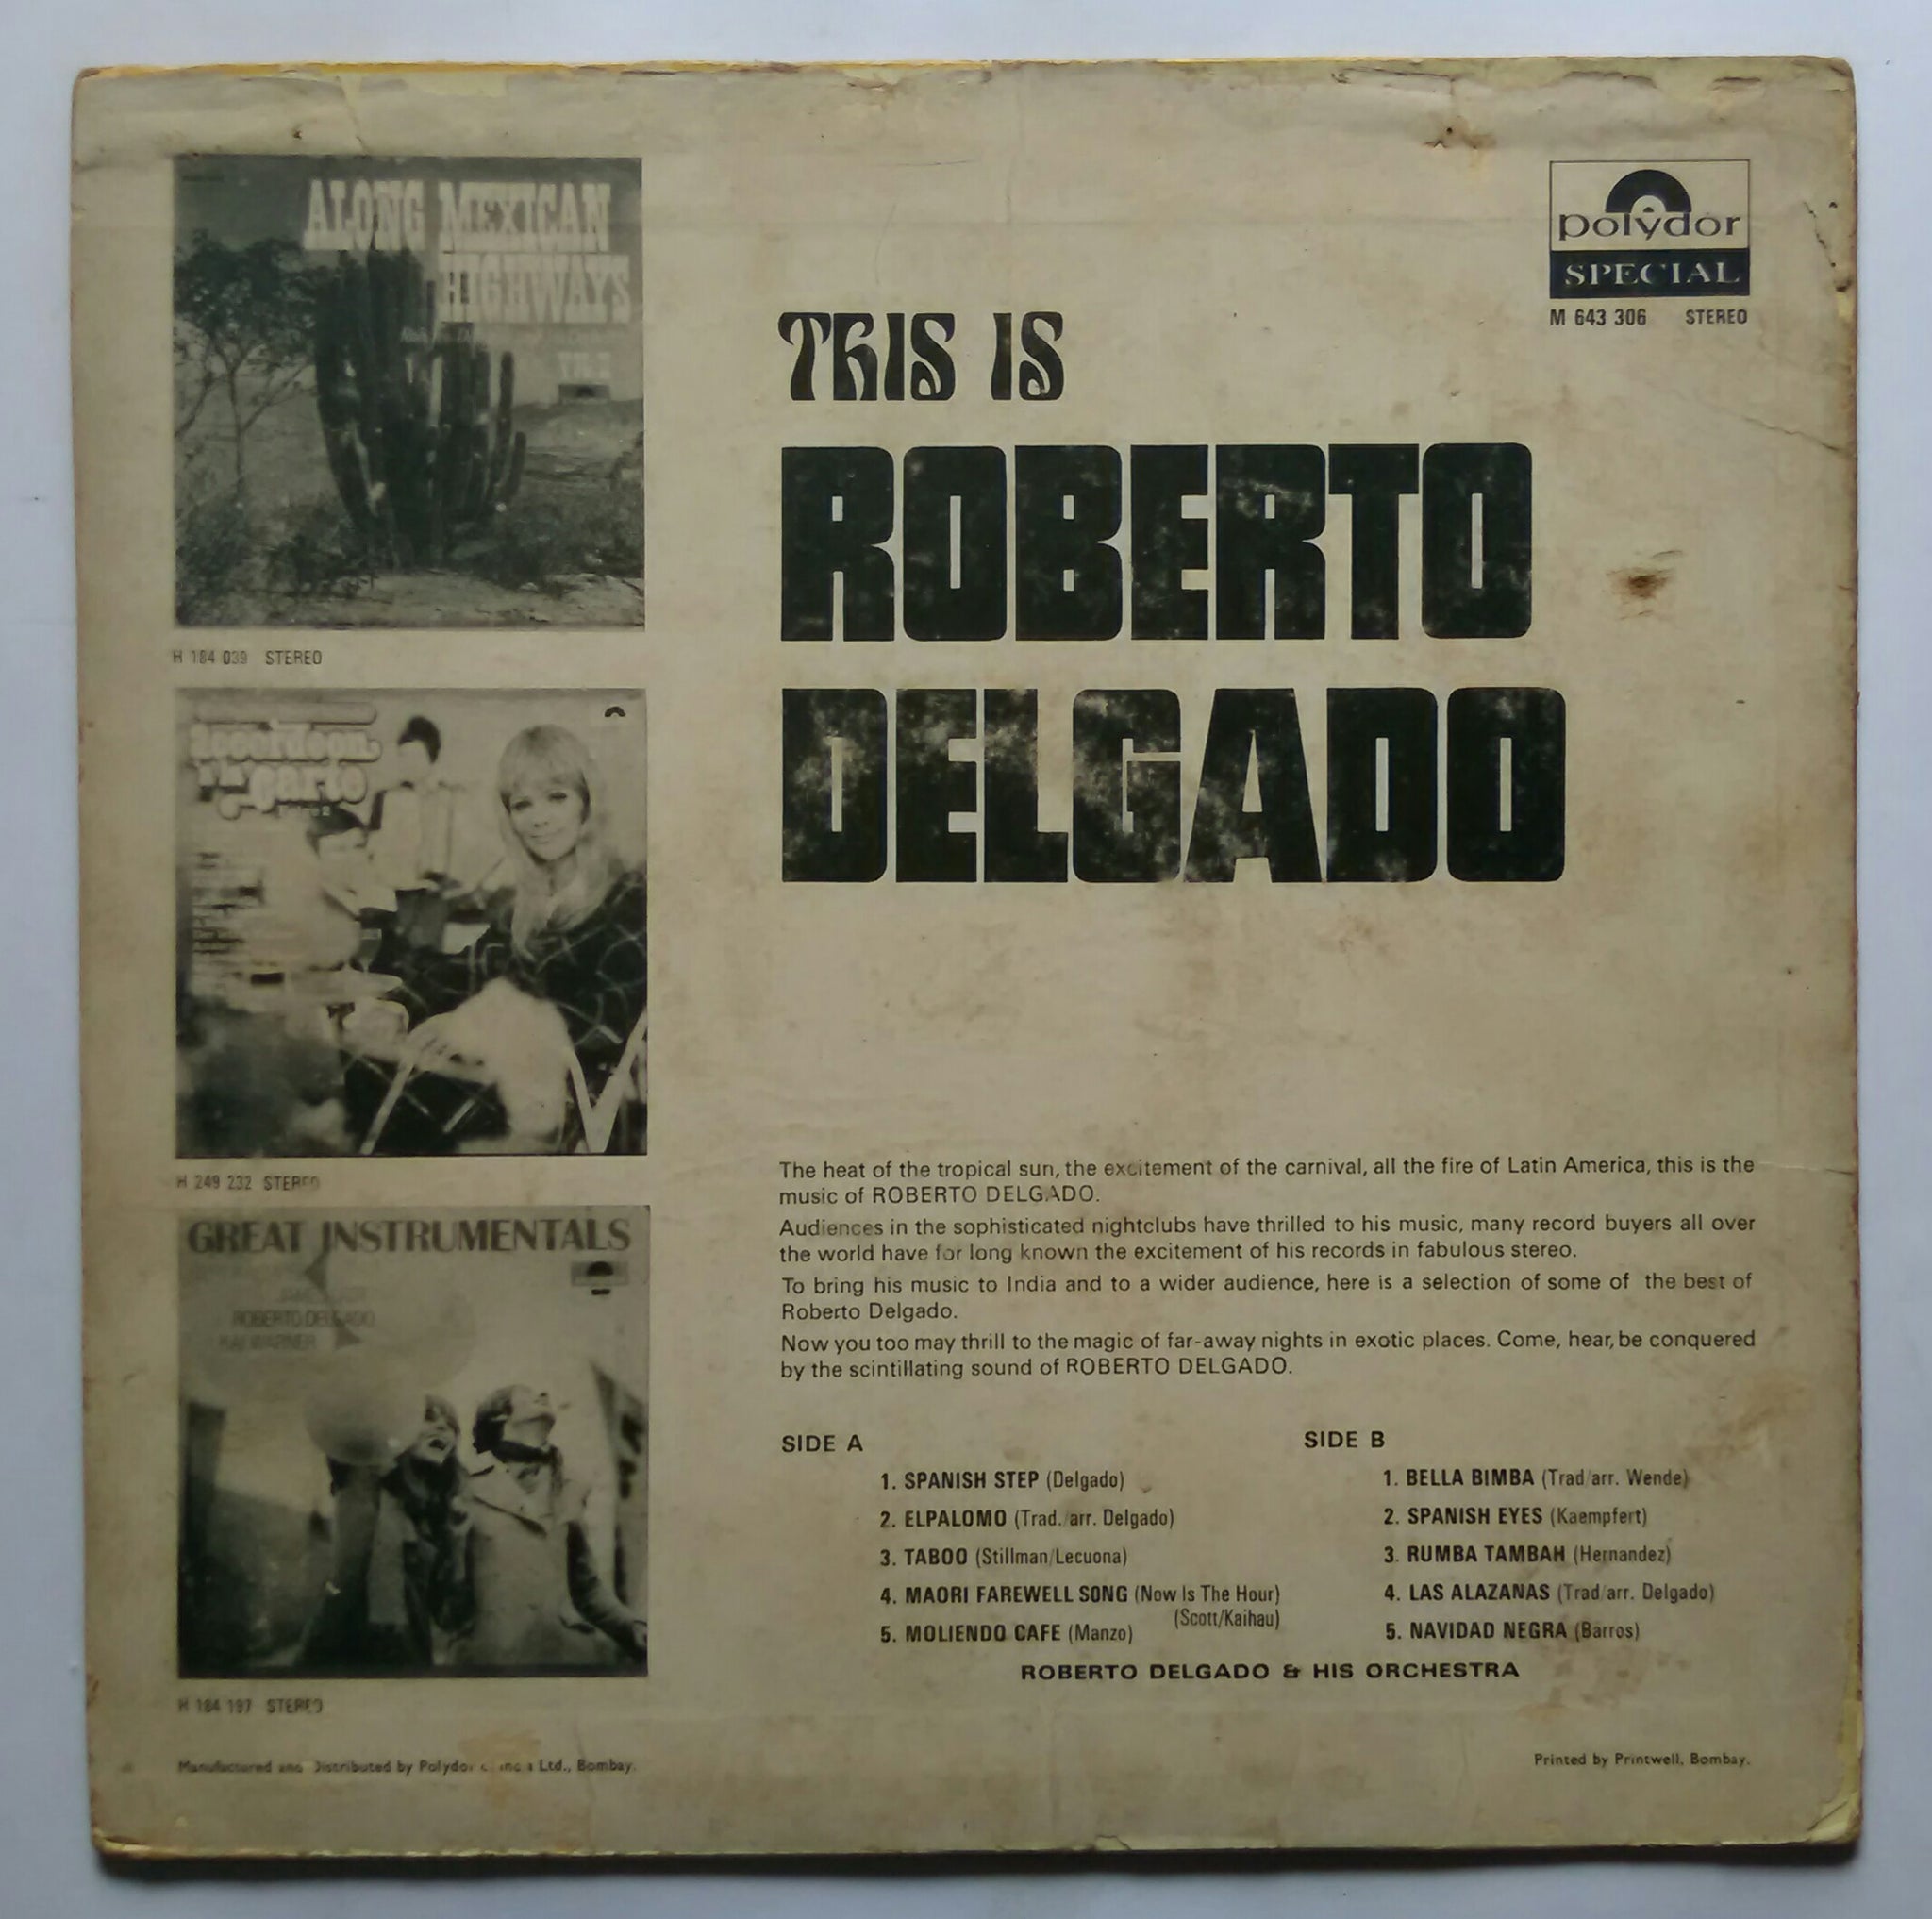 ALONG MEXICAN
HIGHWAYS
H 184 039 STEREO
accordeon
à la carte
H 249 232 STEREO
GREAT INSTRUMENTALS
JAMES LAST
ROBERTO DELGADO
KAI WARNER
H 184 197 STEREO
Manufactured and Distributed by Polydor of India Ltd., Bombay.
polydor
SPECIAL
M 643 306 STEREO
THIS IS
ROBERTO
DELGADO
The heat of the tropical sun, the excitement of the carnival, all the fire of Latin America, this is the
music of ROBERTO DELGADO.
Audiences in the sophisticated nightclubs have thrilled to his music, many record buyers all over
the world have for long known the excitement of his records in fabulous stereo.
To bring his music to India and to a wider audience, here is a selection of some of the best of
Roberto Delgado.
Now you too may thrill to the magic of far-away nights in exotic places. Come, hear, be conquered
by the scintillating sound of ROBERTO DELGADO.
SIDE A
1. SPANISH STEP (Delgado)
2. ELPALOMO (Trad. arr. Delgado)
3. TABOO (Stillman/Lecuona)
4. MAORI FAREWELL SONG (Now Is The Hour)
(Scott/Kaihau)
5. MOLIENDO CAFE (Manzo)
SIDE B
1. BELLA BIMBA (Trad/arr. Wende)
2. SPANISH EYES (Kaempfert)
3. RUMBA TAMBAH (Hernandez)
4. LAS ALAZANAS (Trad/arr. Delgado)
5. NAVIDAD NEGRA (Barros)
ROBERTO DELGADO & HIS ORCHESTRA
Printed by Printwell, Bombay.